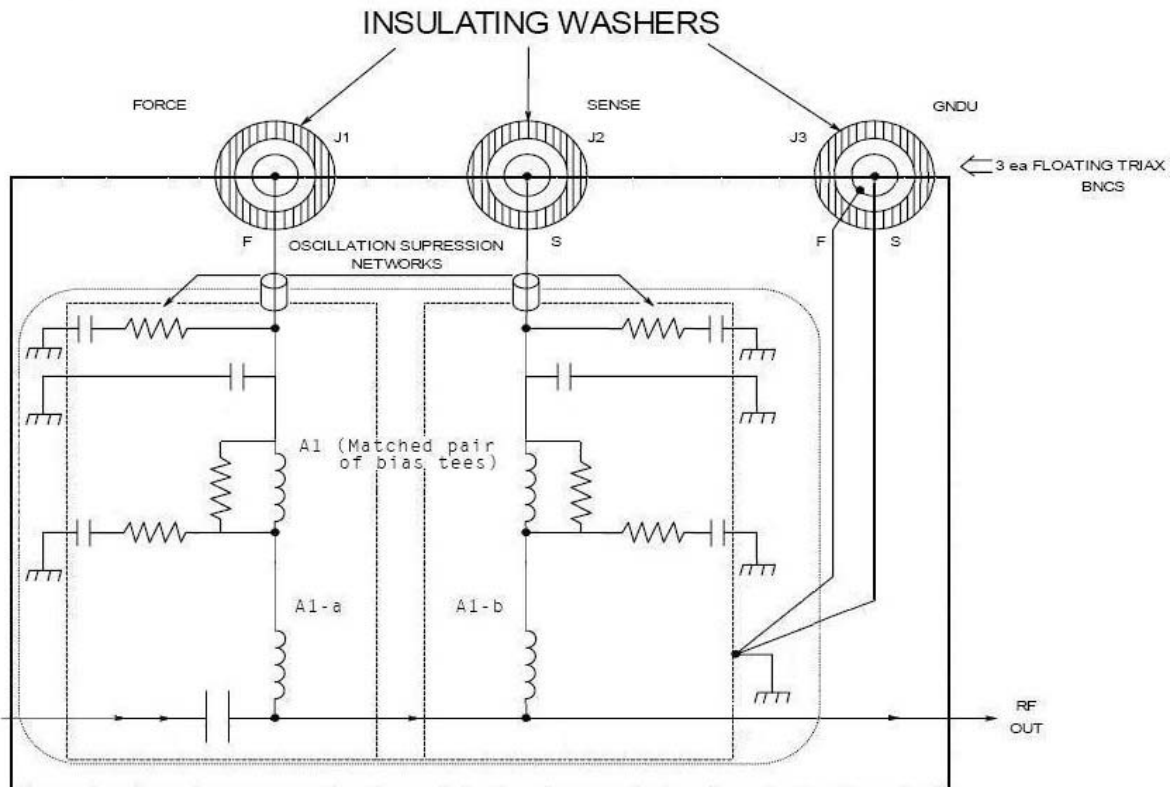 INSULATING WASHERS
FORCE
SENSE
GNDU
J1
J2
J3
3 ea FLOATING TRIAX
BNCS
F
S
F
S
OSCILLATION SUPRESSION
NETWORKS
A1 (Matched pair
of bias tees)
A1-a
A1-b
RF
OUT